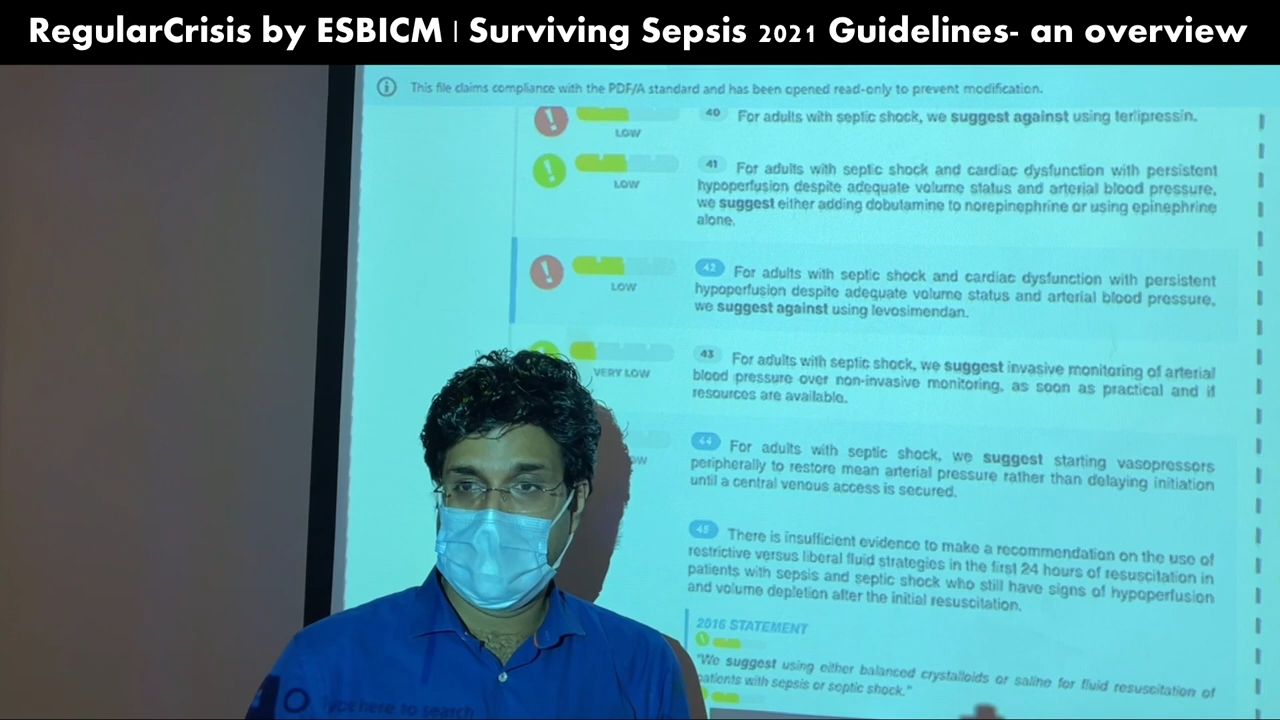 RegularCrisis by ESBICM | Surviving Sepsis 2021 Guidelines- an overview
This file claims compliance with the PDF/A standard and has been opened read-only to prevent modification.
LOW
40 For adults with septic shock, we suggest against using terlipressin.
LOW
41 For adults with septic shock and cardiac dysfunction with persistent
hypoperfusion despite adequate volume status and arterial blood pressure,
we suggest either adding dobutamine to norepinephrine or using epinephrine
alone.
LOW
42 For adults with septic shock and cardiac dysfunction with persistent
hypoperfusion despite adequate volume status and arterial blood pressure,
we suggest against using levosimendan.
VERY LOW
43 For adults with septic shock, we suggest invasive monitoring of arterial
blood pressure over non-invasive monitoring, as soon as practical and if
resources are available.
44 For adults with septic shock, we suggest starting vasopressors
peripherally to restore mean arterial pressure rather than delaying initiation
until a central venous access is secured.
45 There is insufficient evidence to make a recommendation on the use of
restrictive versus liberal fluid strategies in the first 24 hours of resuscitation in
patients with sepsis and septic shock who still have signs of hypoperfusion
and volume depletion after the initial resuscitation.
2016 STATEMENT
"We suggest using either balanced crystalloids or saline for fluid resuscitation of
patients with sepsis or septic shock."
Type here to search